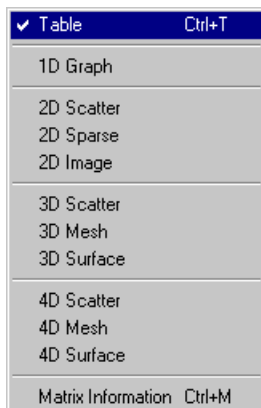 Table Ctrl+T
1D Graph
2D Scatter
2D Sparse
2D Image
3D Scatter
3D Mesh
3D Surface
4D Scatter
4D Mesh
4D Surface
Matrix Information Ctrl+M